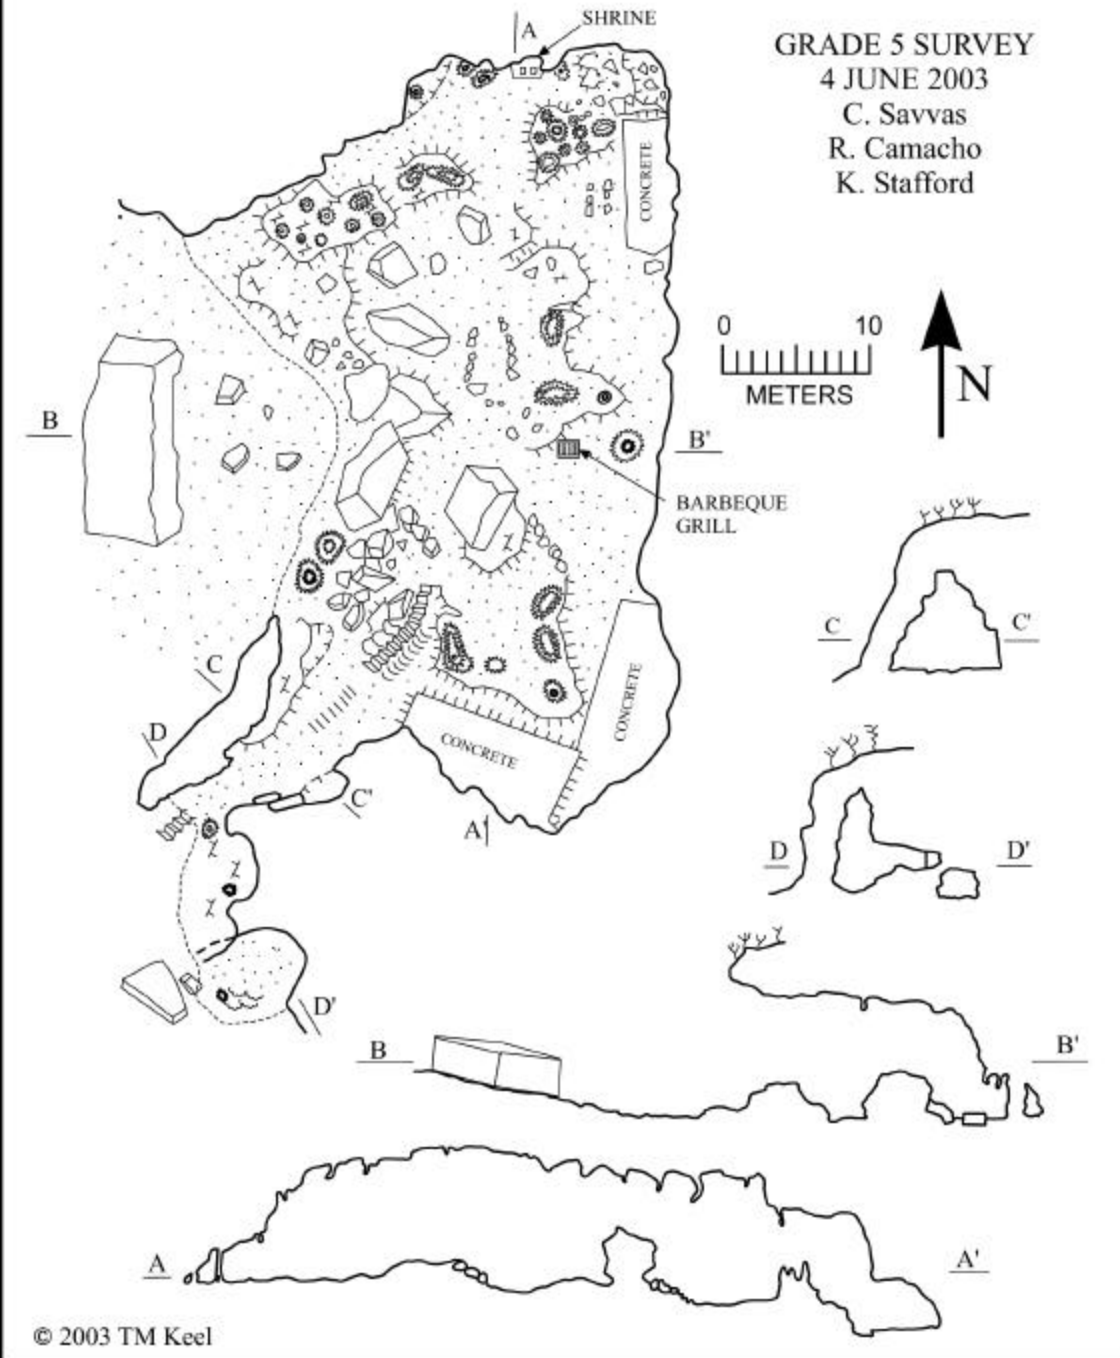 A
SHRINE
GRADE 5 SURVEY
4 JUNE 2003
C. Savvas
R. Camacho
K. Stafford
CONCRETE
0 10
METERS
N
B
B'
BARBEQUE
GRILL
C
C'
C
D
CONCRETE
CONCRETE
C'
A'
D
D'
D'
B
B'
A
A'
© 2003 TM Keel